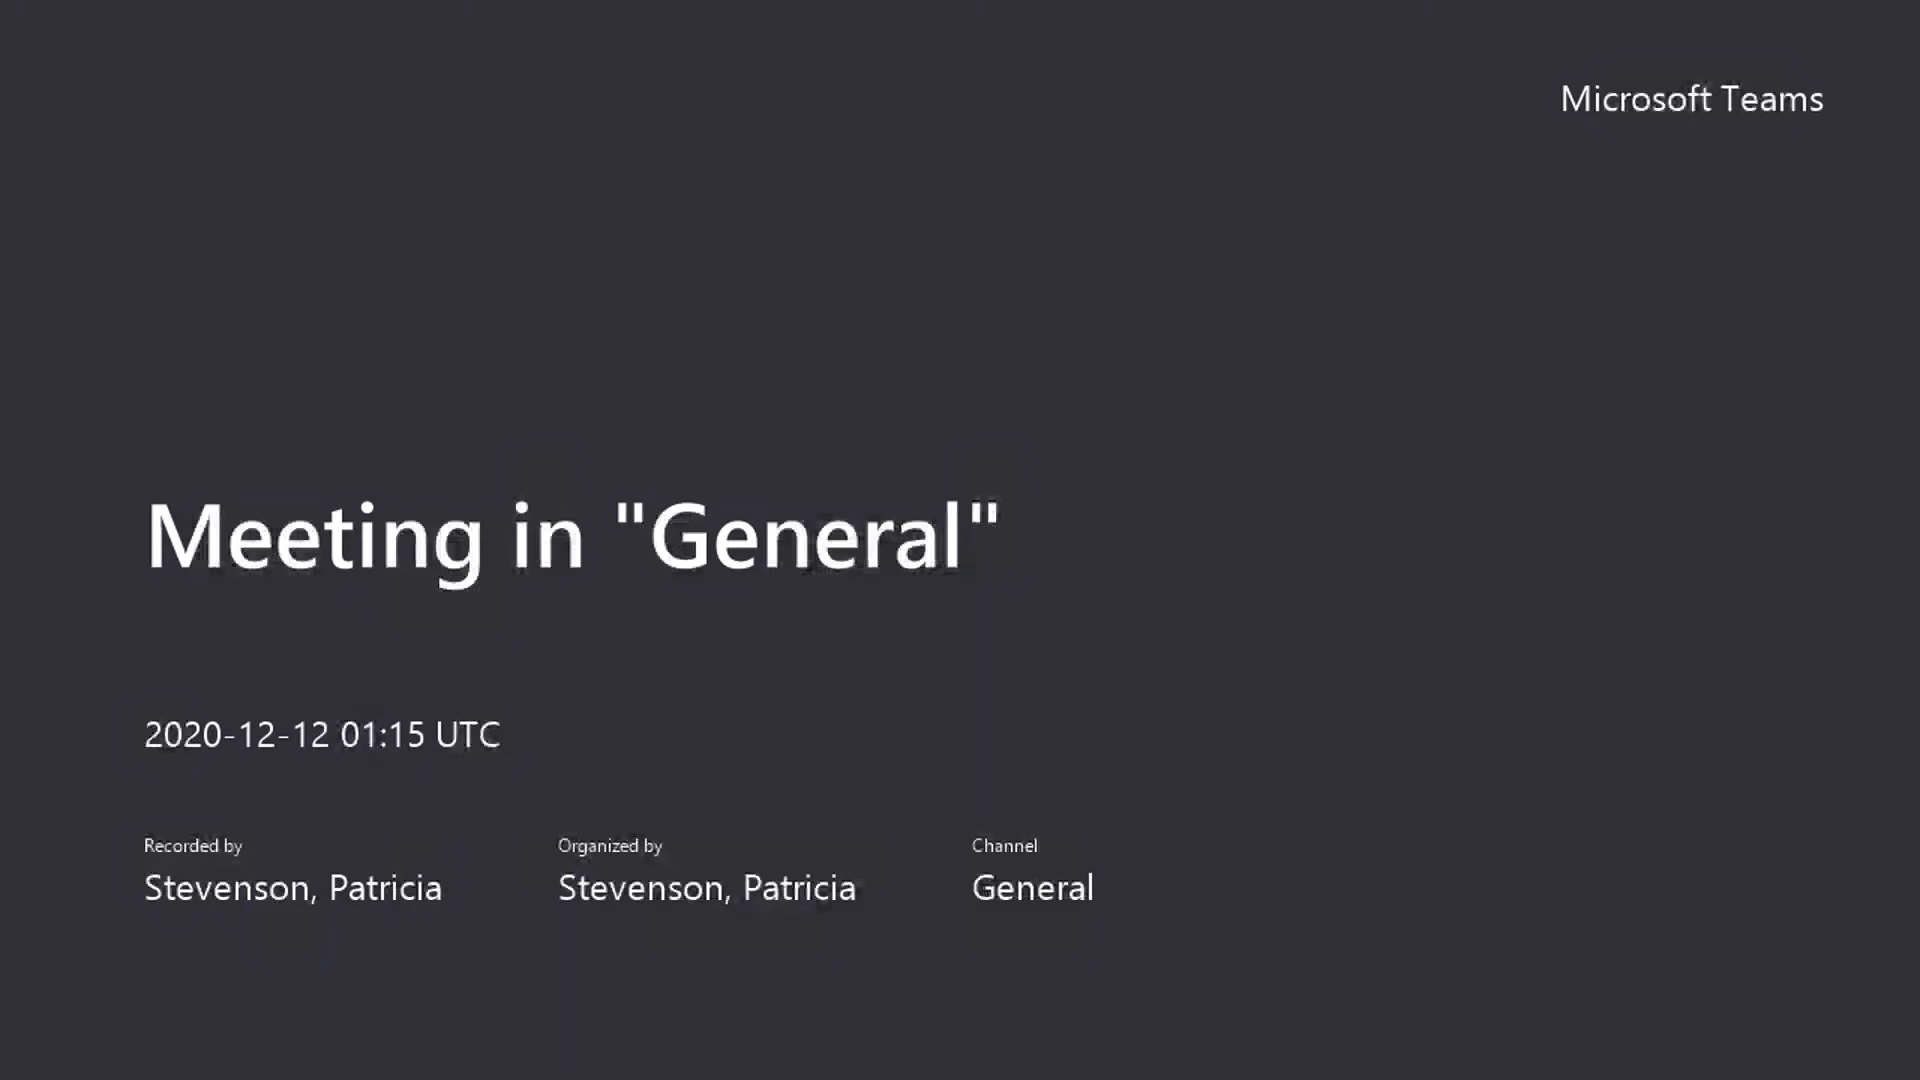 Microsoft Teams
Meeting in "General"
2020-12-12 01:15 UTC
Recorded by
Stevenson, Patricia
Organized by
Stevenson, Patricia
Channel
General